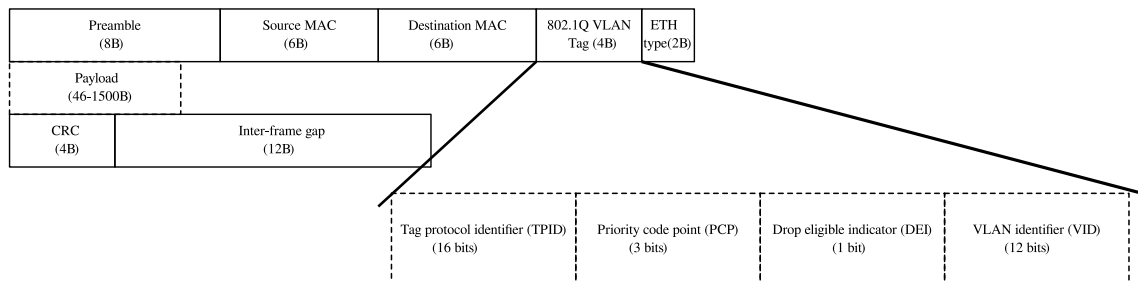 Preamble
(8B)
Source MAC
(6B)
Destination MAC
(6B)
802.1Q VLAN
Tag (4B)
ETH
type(2B)
Payload
(46-1500B)
CRC
(4B)
Inter-frame gap
(12B)
Tag protocol identifier (TPID)
(16 bits)
Priority code point (PCP)
(3 bits)
Drop eligible indicator (DEI)
(1 bit)
VLAN identifier (VID)
(12 bits)